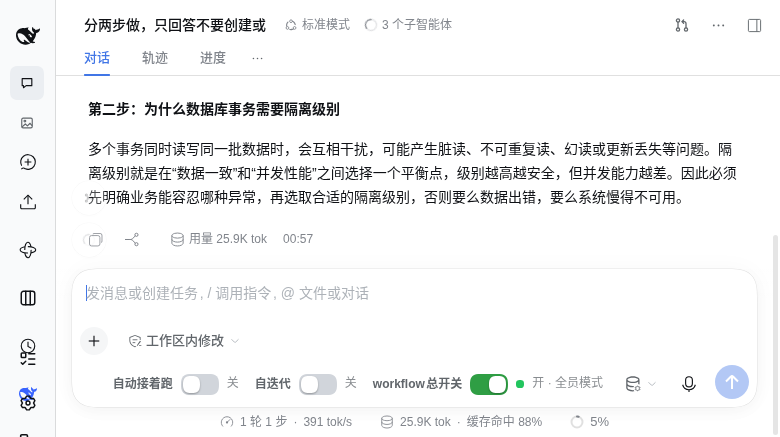 分两步做，只回答不要创建或 标准模式 3 个子智能体
对话 轨迹 进度 ···
第二步：为什么数据库事务需要隔离级别
多个事务同时读写同一批数据时，会互相干扰，可能产生脏读、不可重复读、幻读或更新丢失等问题。隔
离级别就是在“数据一致”和“并发性能”之间选择一个平衡点，级别越高越安全，但并发能力越差。因此必须
先明确业务能容忍哪种异常，再选取合适的隔离级别，否则要么数据出错，要么系统慢得不可用。
用量 25.9K tok 00:57
发消息或创建任务，/ 调用指令，@ 文件或对话
工作区内修改
自动接着跑 关 自迭代 关 workflow总开关 开 · 全员模式
1 轮 1 步 · 391 tok/s 25.9K tok · 缓存命中 88% 5%